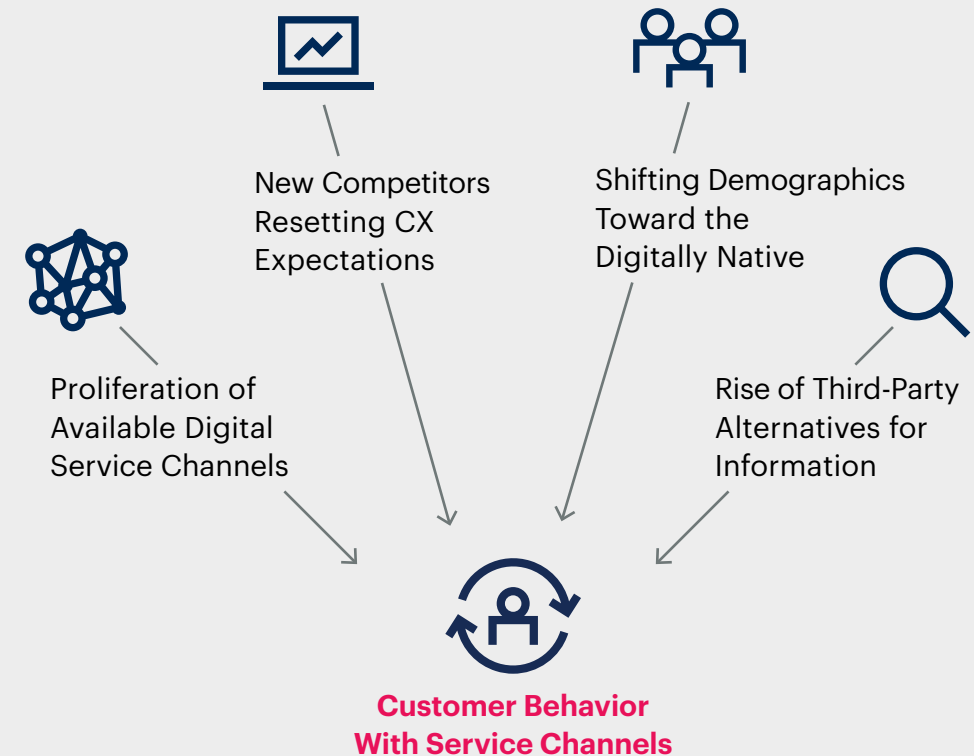 New Competitors
Resetting CX
Expectations
Shifting Demographics
Toward the
Digitally Native
Proliferation of
Available Digital
Service Channels
Rise of Third-Party
Alternatives for
Information
Customer Behavior
With Service Channels